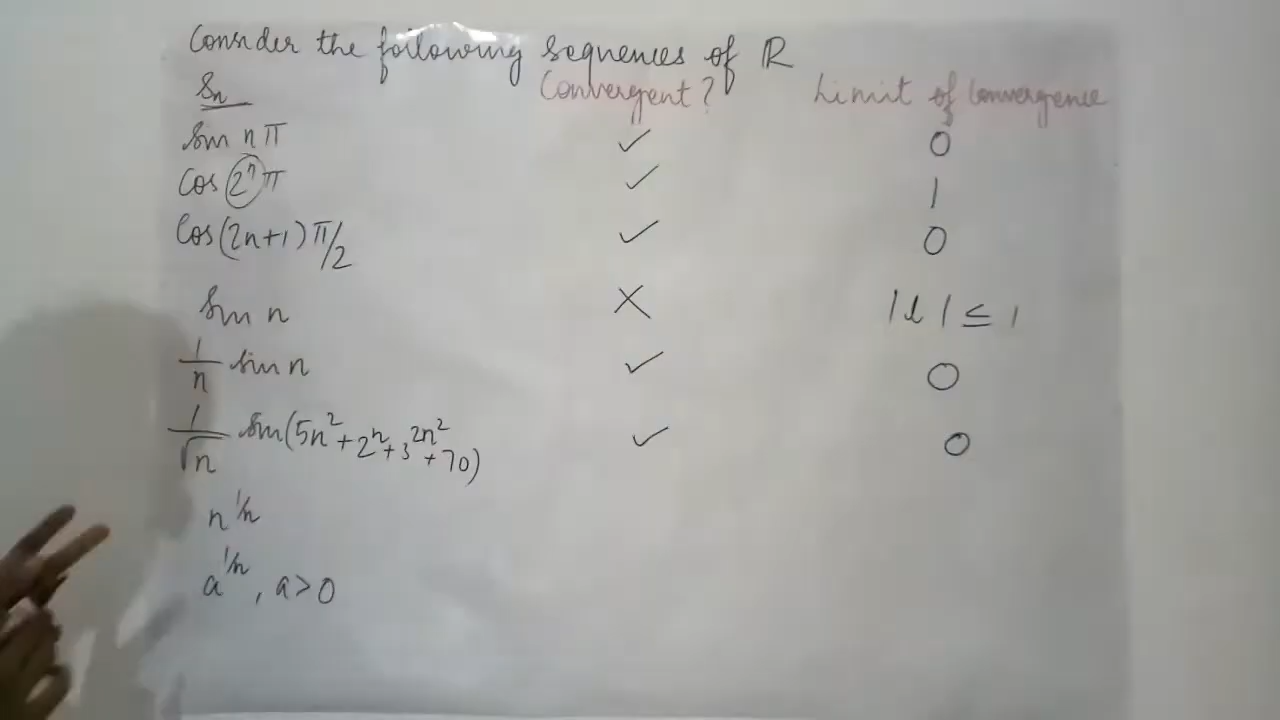 Consider the following sequences of ℝ
Sn Convergent? Limit of convergence
sin nπ ✓ 0
Cos 2ⁿπ ✓ 1
Cos(2n+1)π/2 ✓ 0
sin n ✗ |l| ≤ 1
1/n sin n ✓ 0
1/√n sin(5n²+2ⁿ+3^2n²+70) ✓ 0
n^1/n
a^1/n, a>0